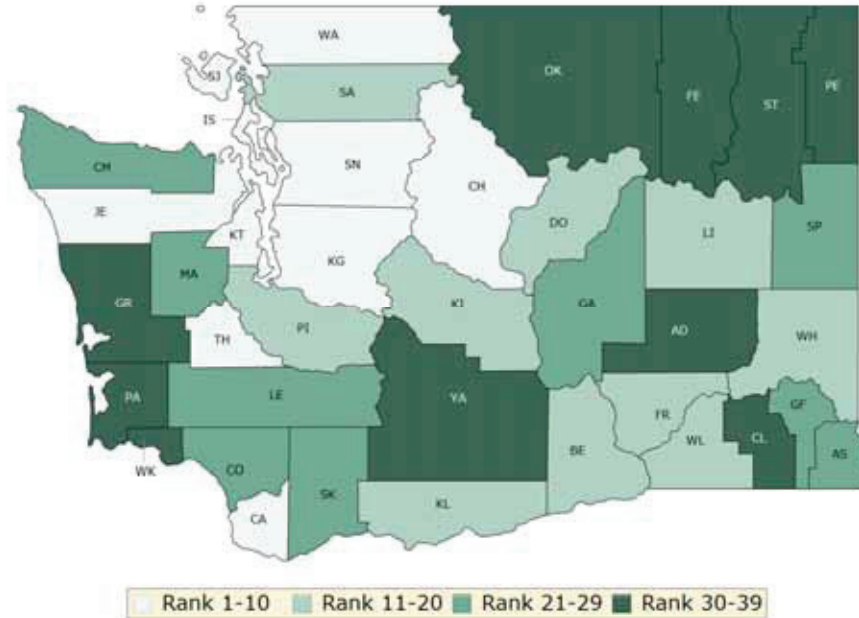 WA
OK
SJ
FE
ST
PE
SA
IS
SN
CM
CH
JE
DO
KT
LI
SP
KG
MA
GR
KI
GA
TH
PI
AD
WH
PA
LE
YA
FR
GF
WL
CL
BE
AS
WK
CO
SK
KL
CA
Rank 1-10 Rank 11-20 Rank 21-29 Rank 30-39